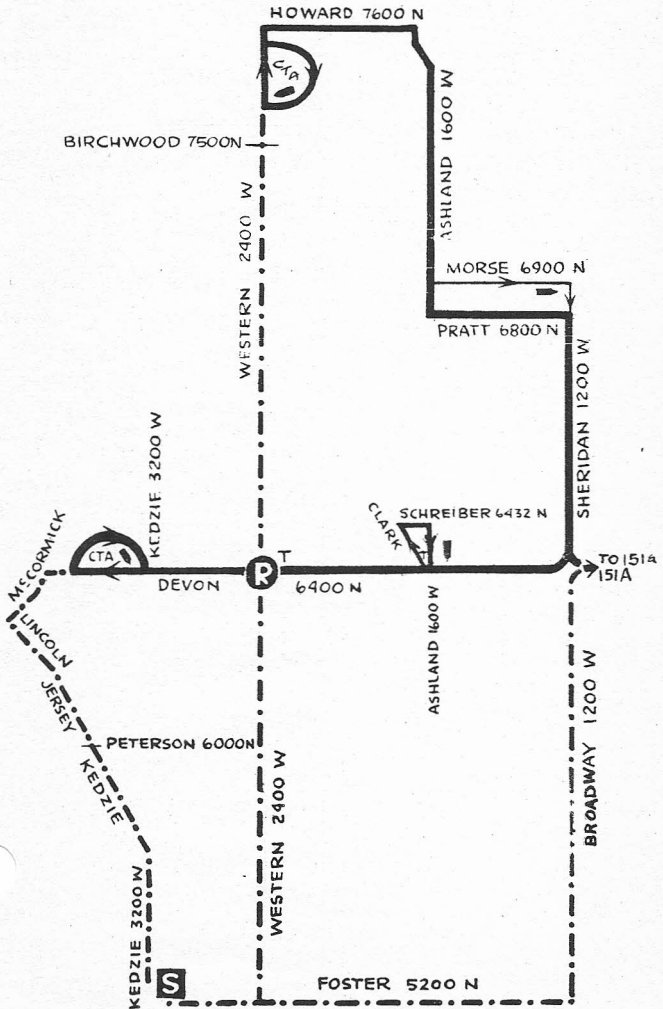 HOWARD 7600 N
CTA
ASHLAND 1600 W
BIRCHWOOD 7500N
WESTERN 2400 W
MORSE 6900 N
PRATT 6800N
SHERIDAN 1200 W
KEDZIE 3200 W
SCHREIBER 6432 N
CLARK
T
McCORMICK
CTA
DEVON
R
T
6400 N
TO 151 &
151A
LINCOLN
ASHLAND 1600 W
JERSEY
PETERSON 6000N
KEDZIE
BROADWAY 1200 W
WESTERN 2400 W
KEDZIE 3200 W
S
FOSTER 5200 N